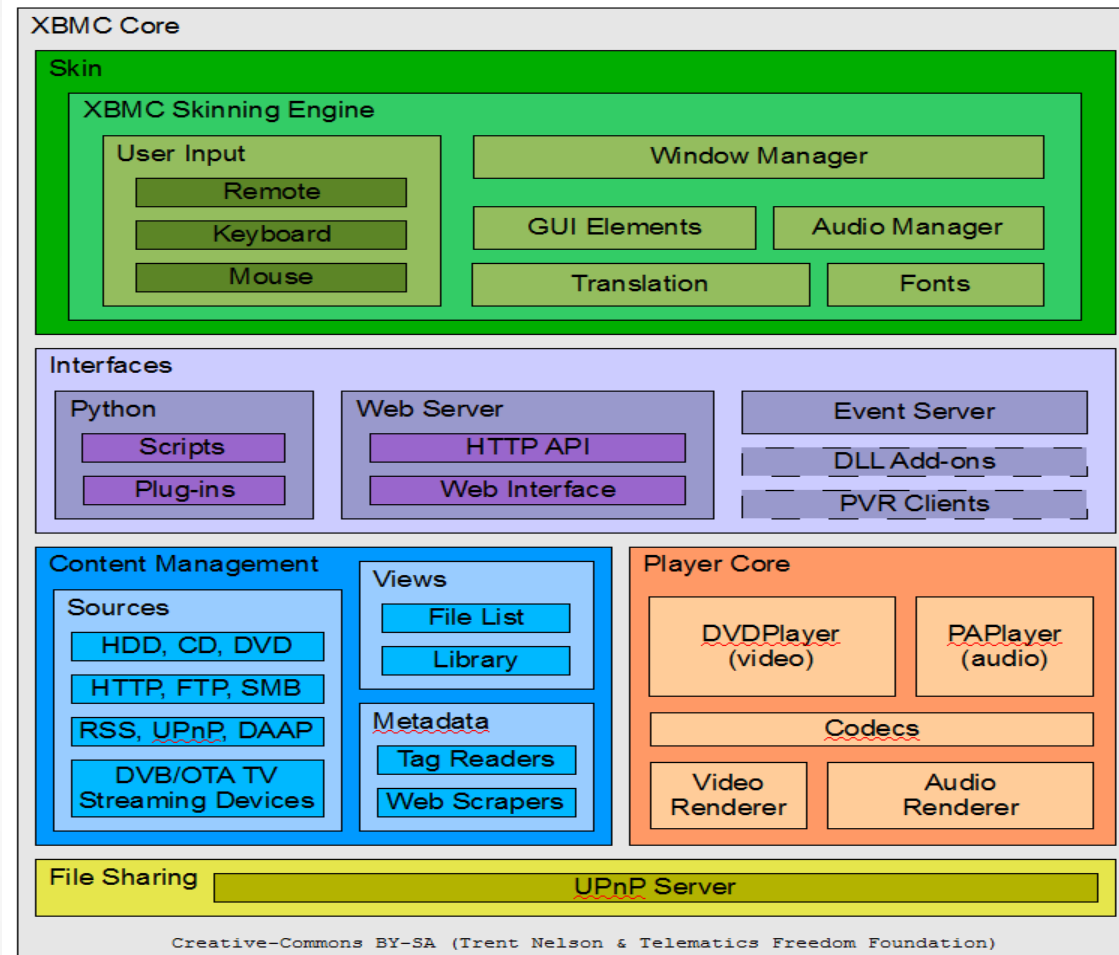 XBMC Core
Skin
XBMC Skinning Engine
User Input
Remote
Keyboard
Mouse
Window Manager
GUI Elements
Audio Manager
Translation
Fonts
Interfaces
Python
Scripts
Plug-ins
Web Server
HTTP API
Web Interface
Event Server
DLL Add-ons
PVR Clients
Content Management
Sources
HDD, CD, DVD
HTTP, FTP, SMB
RSS, UPnP, DAAP
DVB/OTA TV
Streaming Devices
Views
File List
Library
Metadata
Tag Readers
Web Scrapers
Player Core
DVDPlayer
(video)
PAPlayer
(audio)
Codecs
Video
Renderer
Audio
Renderer
File Sharing
UPnP Server
Creative-Commons BY-SA (Trent Nelson & Telematics Freedom Foundation)